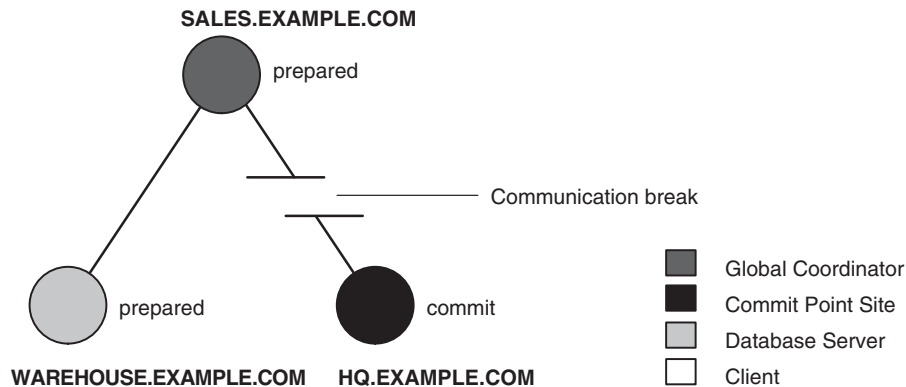 SALES.EXAMPLE.COM
prepared
Communication break
prepared
commit
WAREHOUSE.EXAMPLE.COM
HQ.EXAMPLE.COM
Global Coordinator
Commit Point Site
Database Server
Client